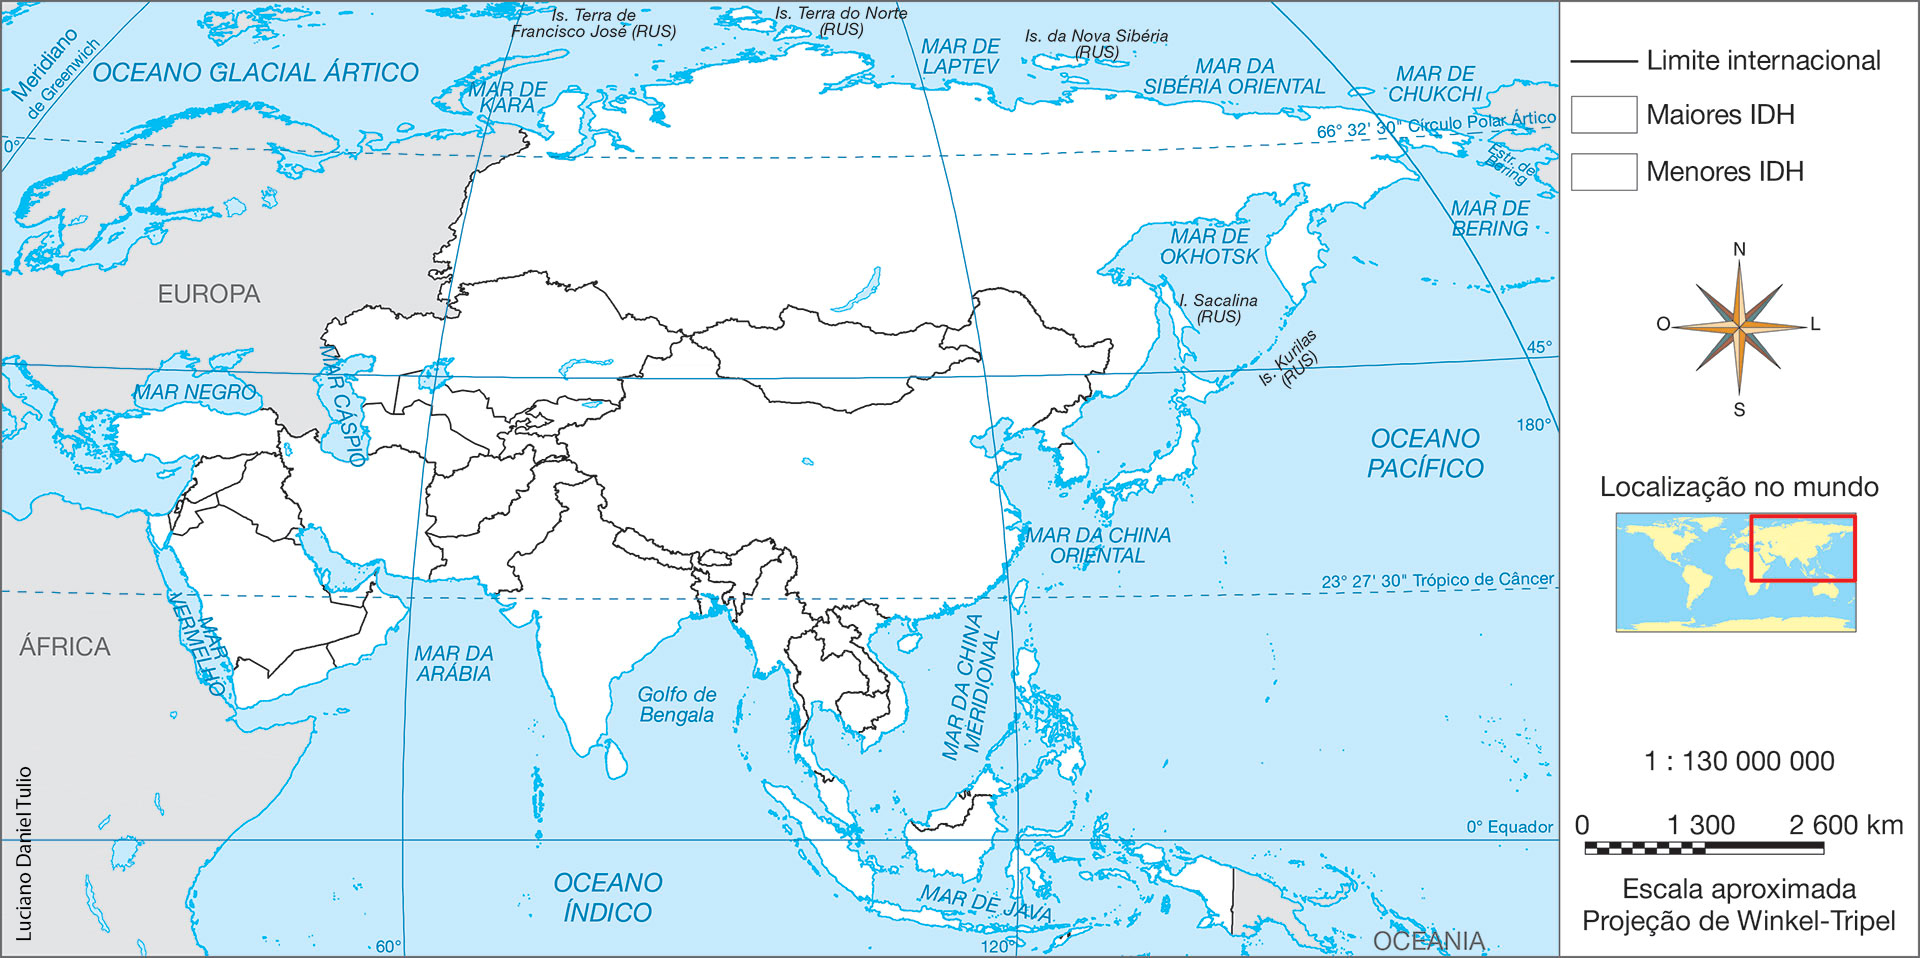 Is. Terra de
Francisco José (RUS)
Is. Terra do Norte
(RUS)
Is. da Nova Sibéria
(RUS)
MAR DE
LAPTEV
MAR DA
SIBÉRIA ORIENTAL
MAR DE
CHUKCHI
Meridiano
de Greenwich
OCEANO GLACIAL ÁRTICO
MAR DE
KARA
0°
66° 32' 30" Círculo Polar Ártico
Estr. de
Bering
MAR DE
BERING
MAR DE
OKHOTSK
EUROPA
I. Sacalina
(RUS)
Is. Kurilas
(RUS)
45°
MAR NEGRO
MAR CÁSPIO
180°
OCEANO
PACÍFICO
MAR DA CHINA
ORIENTAL
23° 27' 30" Trópico de Câncer
ÁFRICA
MAR
VERMELHO
MAR DA
ARÁBIA
Golfo de
Bengala
MAR DA CHINA
MERIDIONAL
0° Equador
OCEANO
ÍNDICO
MAR DE JAVA
OCEANIA
60°
120°
Luciano Daniel Tulio
Limite internacional
Maiores IDH
Menores IDH
N
O
L
S
Localização no mundo
1 : 130 000 000
0 1 300 2 600 km
Escala aproximada
Projeção de Winkel-Tripel